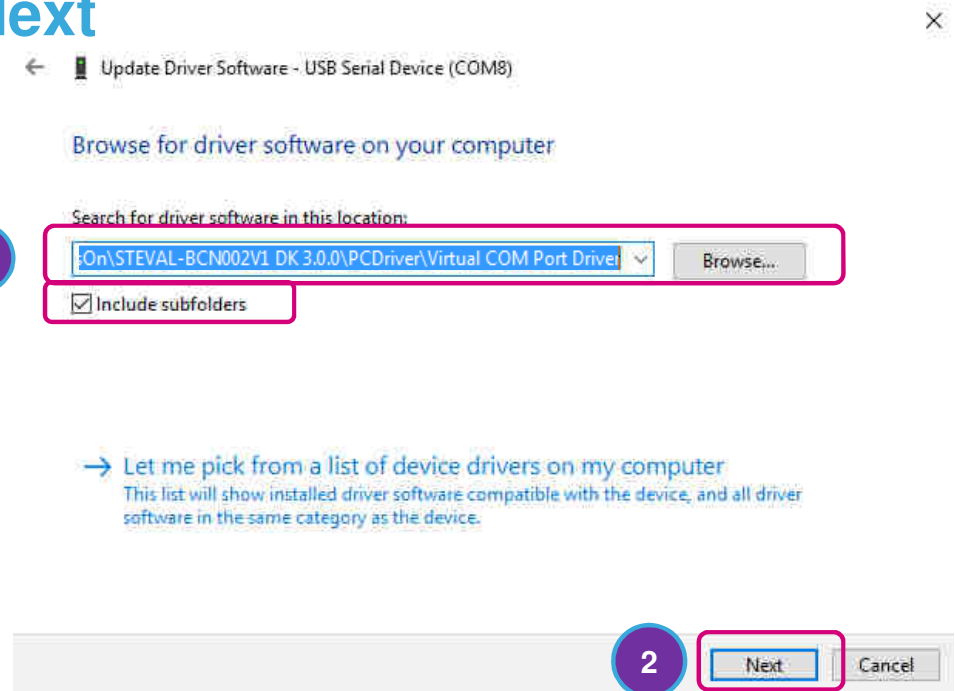 Next
Update Driver Software - USB Serial Device (COM8)
Browse for driver software on your computer
Search for driver software in this location:
sOn\STEVAL-BCN002V1 DK 3.0.0\PCDriver\Virtual COM Port Driver
Browse...
Include subfolders
Let me pick from a list of device drivers on my computer
This list will show installed driver software compatible with the device, and all driver
software in the same category as the device.
2
Next
Cancel